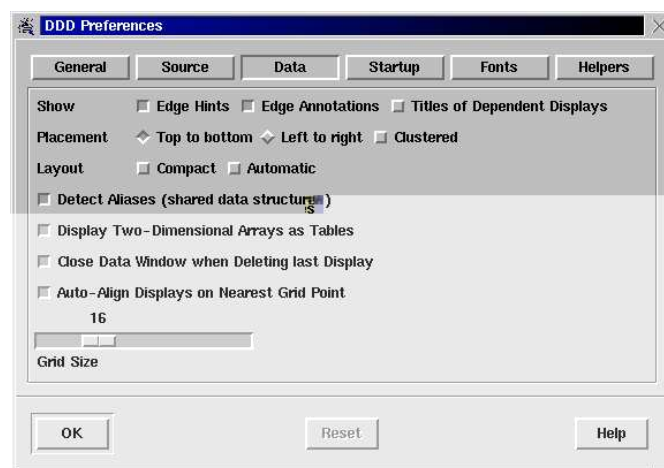 DDD Preferences
General Source Data Startup Fonts Helpers
Show Edge Hints Edge Annotations Titles of Dependent Displays
Placement Top to bottom Left to right Clustered
Layout Compact Automatic
Detect Aliases (shared data structures)
Display Two-Dimensional Arrays as Tables
Close Data Window when Deleting last Display
Auto-Align Displays on Nearest Grid Point
16
Grid Size
OK Reset Help